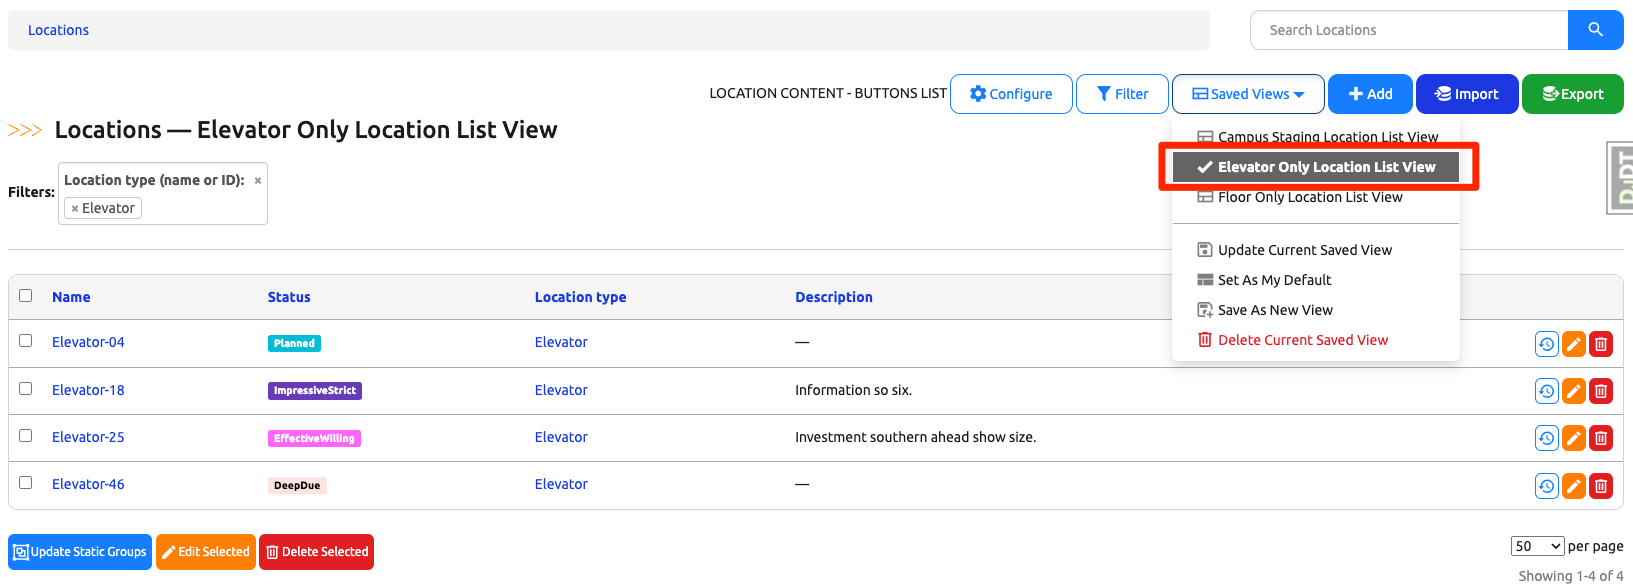 Locations
Search Locations
LOCATION CONTENT - BUTTONS LIST Configure Filter Saved Views Add Import Export
>>> Locations — Elevator Only Location List View
Campus Staging Location List View
Elevator Only Location List View
Floor Only Location List View
Update Current Saved View
Set As My Default
Save As New View
Delete Current Saved View
Filters: Location type (name or ID): ×
× Elevator
Name Status Location type Description
Elevator-04 Planned Elevator —
Elevator-18 ImpressiveStrict Elevator Information so six.
Elevator-25 EffectiveWilling Elevator Investment southern ahead show size.
Elevator-46 DeepDue Elevator —
Update Static Groups Edit Selected Delete Selected
50 per page
Showing 1-4 of 4